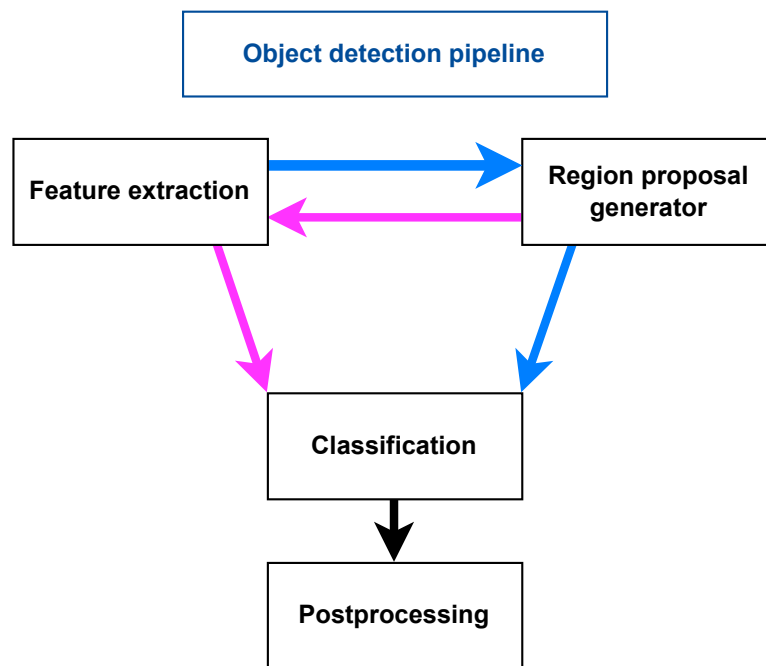 Object detection pipeline
Feature extraction
Region proposal
generator
Classification
Postprocessing